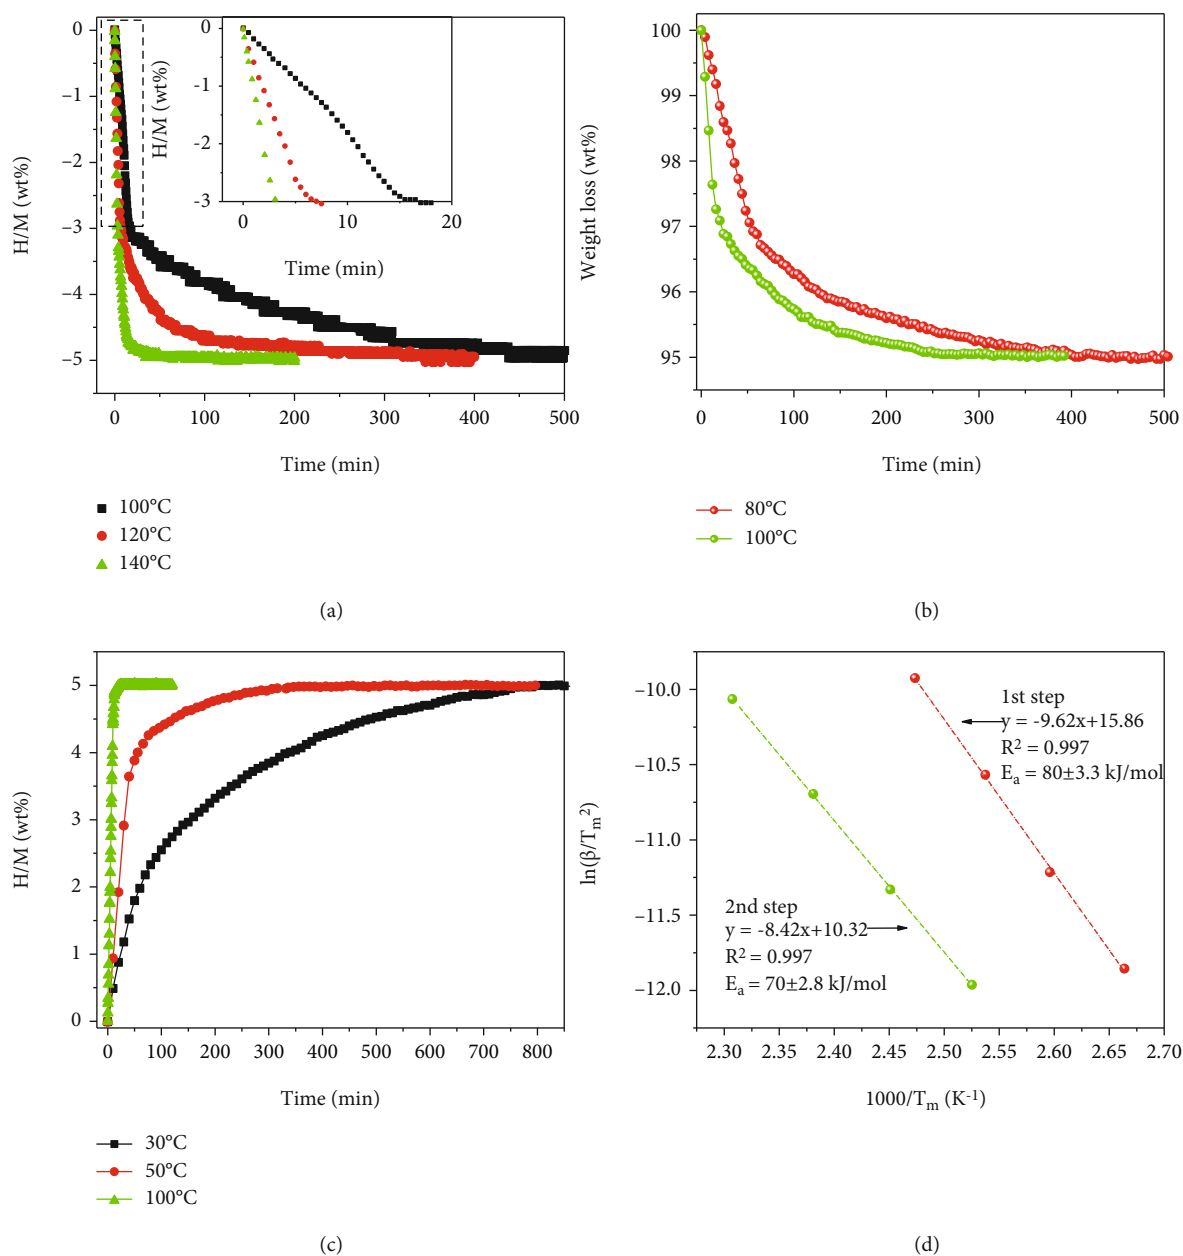 0
−1
−2
−3
−4
−5
H/M (wt%)
0
100
200
300
400
500
Time (min)
0
−1
−2
−3
H/M (wt%)
0
10
20
Time (min)
100°C
120°C
140°C
(a)
100
99
98
97
96
95
Weight loss (wt%)
0
100
200
300
400
500
Time (min)
80°C
100°C
(b)
5
4
3
2
1
0
H/M (wt%)
0
100
200
300
400
500
600
700
800
Time (min)
30°C
50°C
100°C
(c)
−10.0
−10.5
−11.0
−11.5
−12.0
ln(β/Tm²)
1st step
y = -9.62x+15.86
R² = 0.997
Ea = 80±3.3 kJ/mol
2nd step
y = -8.42x+10.32
R² = 0.997
Ea = 70±2.8 kJ/mol
2.30
2.35
2.40
2.45
2.50
2.55
2.60
2.65
2.70
1000/Tm (K⁻¹)
(d)